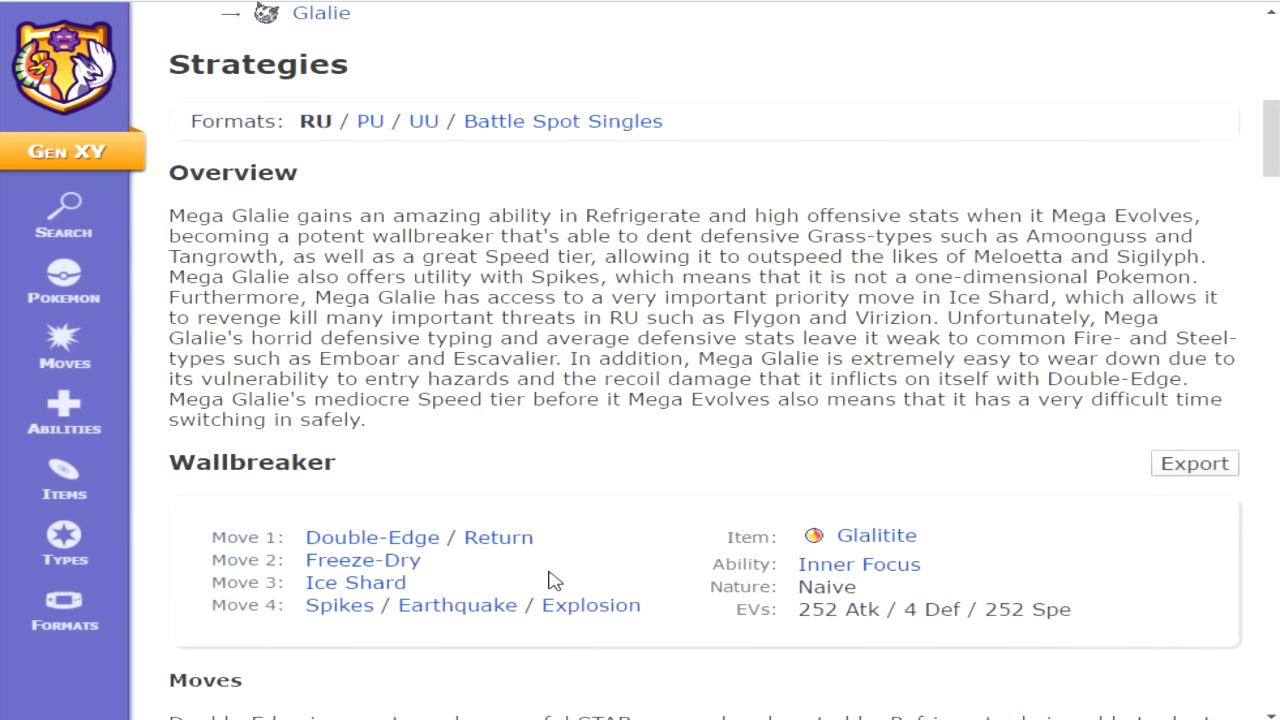 → Glalie
Strategies
Formats: RU / PU / UU / Battle Spot Singles
GEN XY
Overview
SEARCH
POKEMON
MOVES
ABILITIES
ITEMS
TYPES
FORMATS
Mega Glalie gains an amazing ability in Refrigerate and high offensive stats when it Mega Evolves,
becoming a potent wallbreaker that's able to dent defensive Grass-types such as Amoonguss and
Tangrowth, as well as a great Speed tier, allowing it to outspeed the likes of Meloetta and Sigilyph.
Mega Glalie also offers utility with Spikes, which means that it is not a one-dimensional Pokemon.
Furthermore, Mega Glalie has access to a very important priority move in Ice Shard, which allows it
to revenge kill many important threats in RU such as Flygon and Virizion. Unfortunately, Mega
Glalie's horrid defensive typing and average defensive stats leave it weak to common Fire- and Steel-
types such as Emboar and Escavalier. In addition, Mega Glalie is extremely easy to wear down due to
its vulnerability to entry hazards and the recoil damage that it inflicts on itself with Double-Edge.
Mega Glalie's mediocre Speed tier before it Mega Evolves also means that it has a very difficult time
switching in safely.
Wallbreaker
Export
Move 1: Double-Edge / Return
Move 2: Freeze-Dry
Move 3: Ice Shard
Move 4: Spikes / Earthquake / Explosion
Item: Glalitite
Ability: Inner Focus
Nature: Naive
EVs: 252 Atk / 4 Def / 252 Spe
Moves